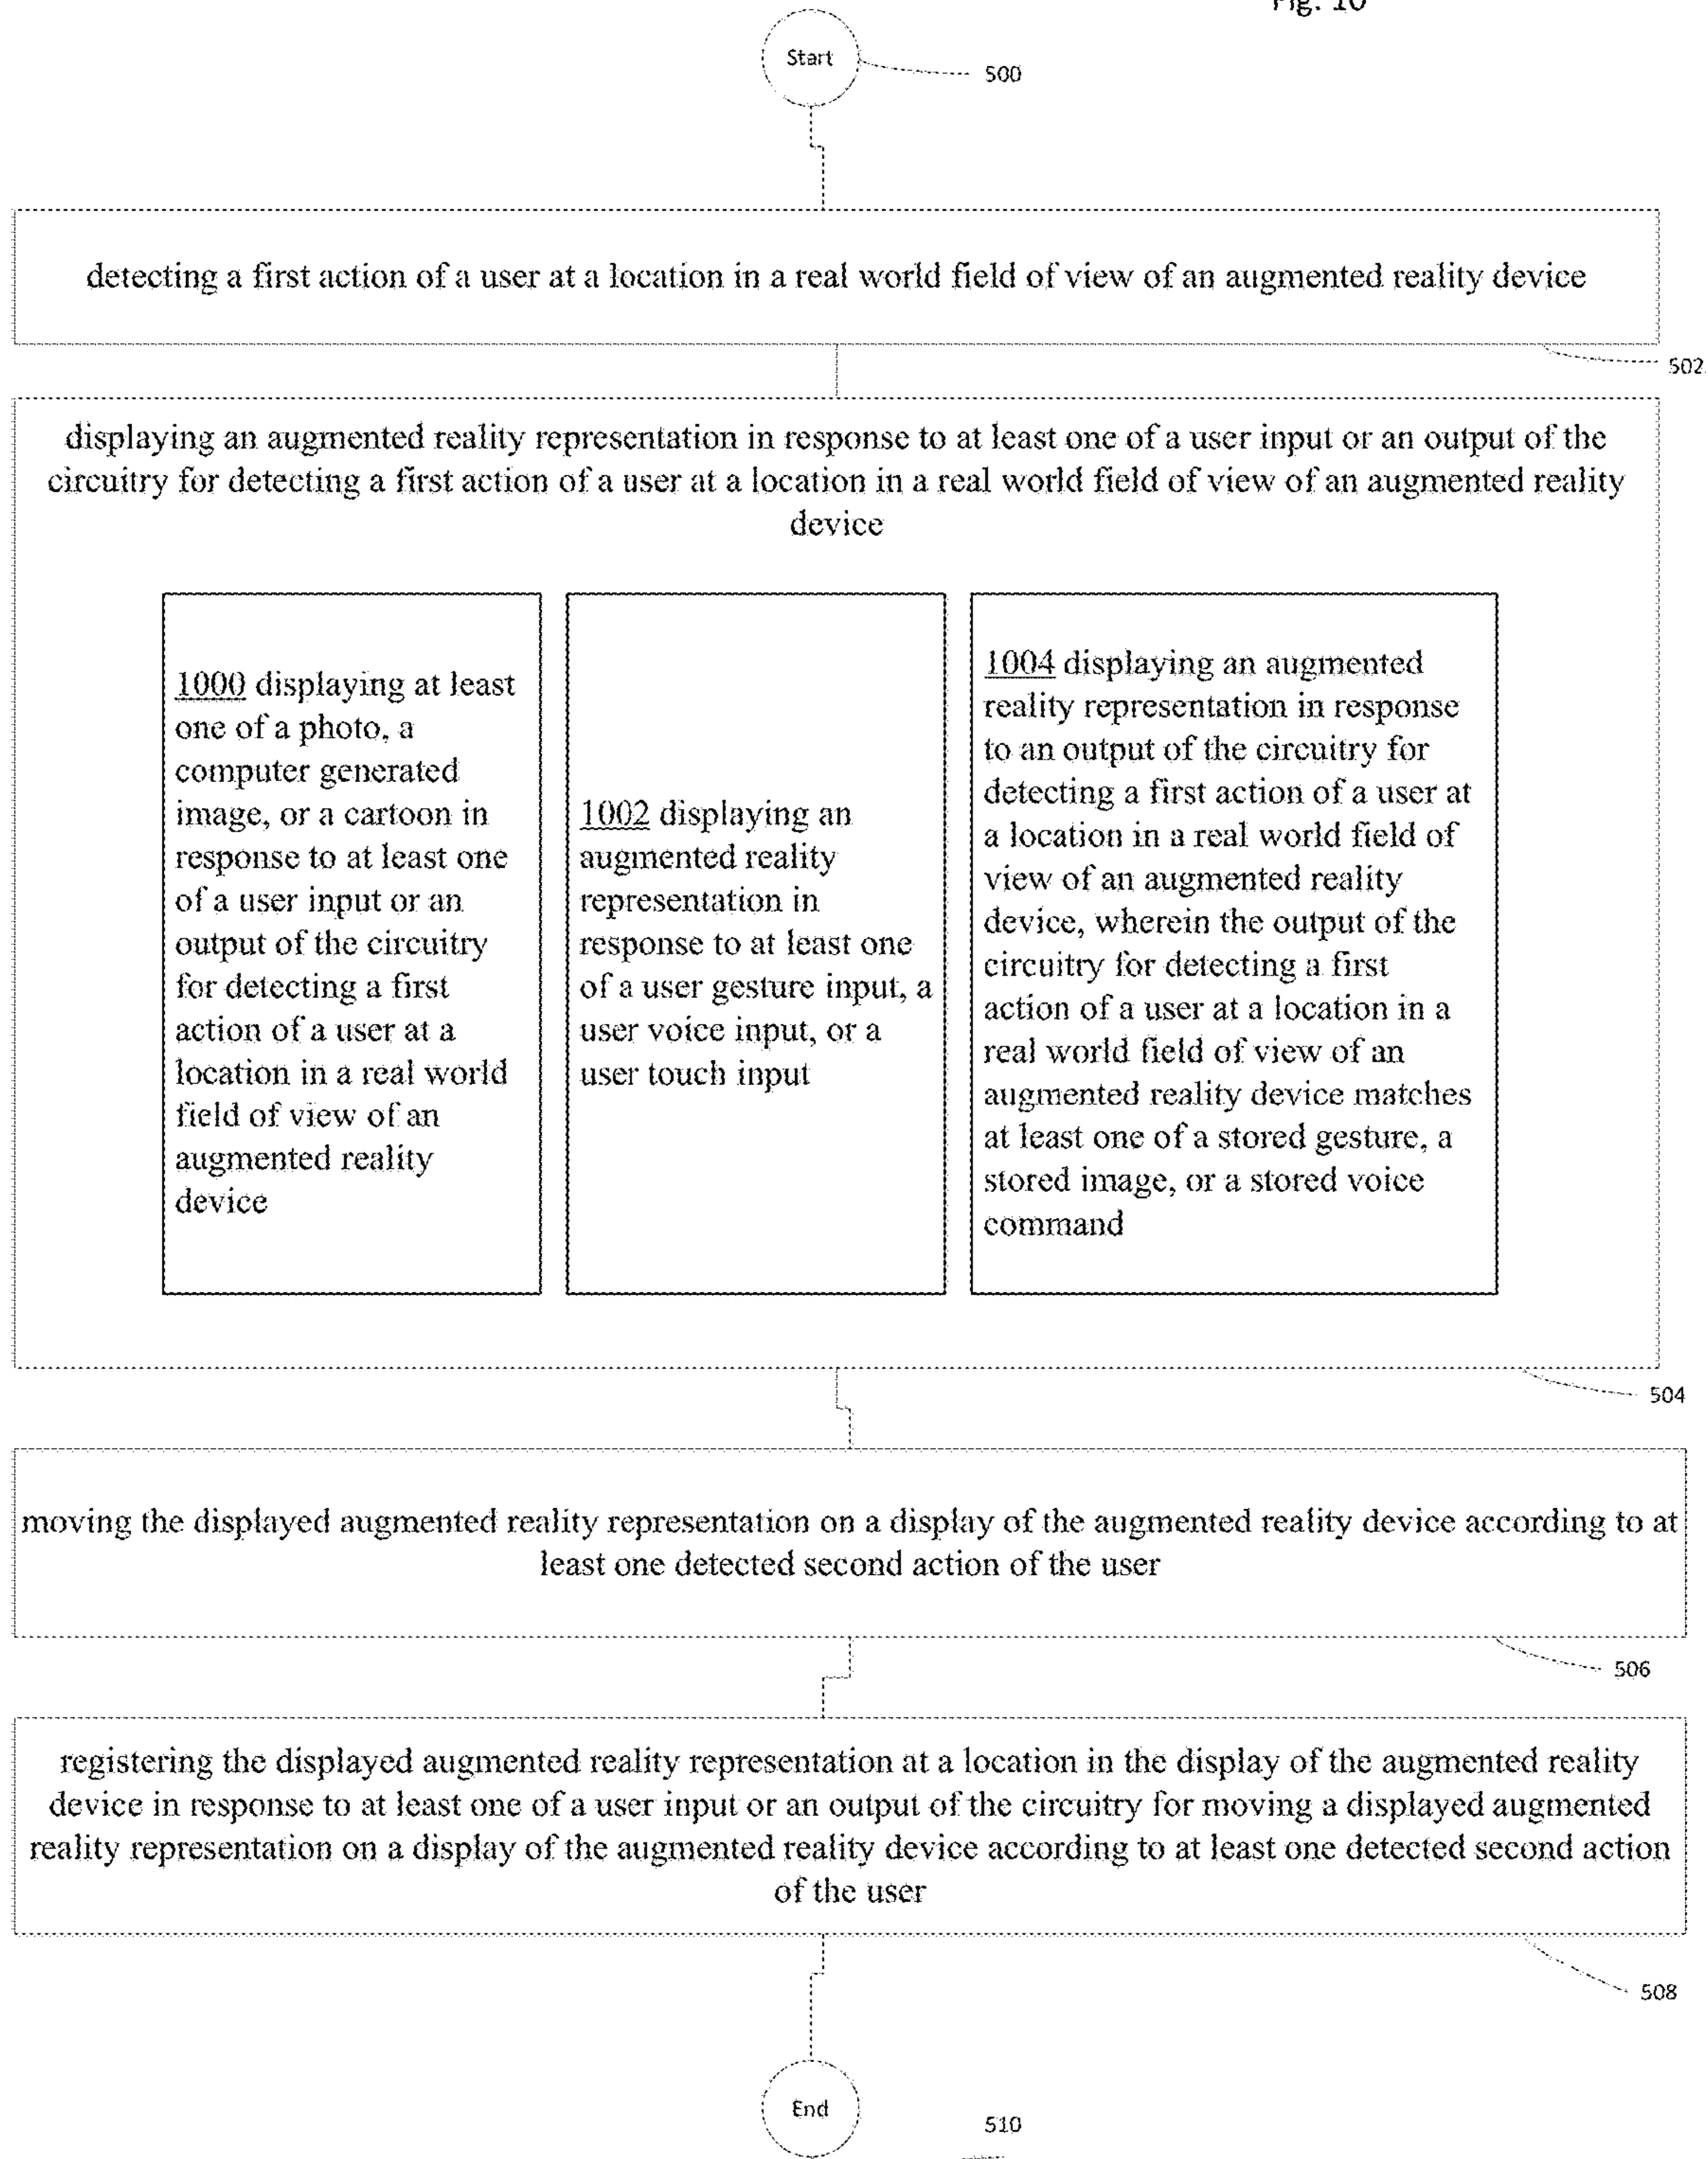 Fig. 10
Start
500
detecting a first action of a user at a location in a real world field of view of an augmented reality device
502
displaying an augmented reality representation in response to at least one of a user input or an output of the
circuitry for detecting a first action of a user at a location in a real world field of view of an augmented reality
device
1000 displaying at least
one of a photo, a
computer generated
image, or a cartoon in
response to at least one
of a user input or an
output of the circuitry
for detecting a first
action of a user at a
location in a real world
field of view of an
augmented reality
device
1002 displaying an
augmented reality
representation in
response to at least one
of a user gesture input, a
user voice input, or a
user touch input
1004 displaying an augmented
reality representation in response
to an output of the circuitry for
detecting a first action of a user at
a location in a real world field of
view of an augmented reality
device, wherein the output of the
circuitry for detecting a first
action of a user at a location in a
real world field of view of an
augmented reality device matches
at least one of a stored gesture, a
stored image, or a stored voice
command
504
moving the displayed augmented reality representation on a display of the augmented reality device according to at
least one detected second action of the user
506
registering the displayed augmented reality representation at a location in the display of the augmented reality
device in response to at least one of a user input or an output of the circuitry for moving a displayed augmented
reality representation on a display of the augmented reality device according to at least one detected second action
of the user
508
End
510